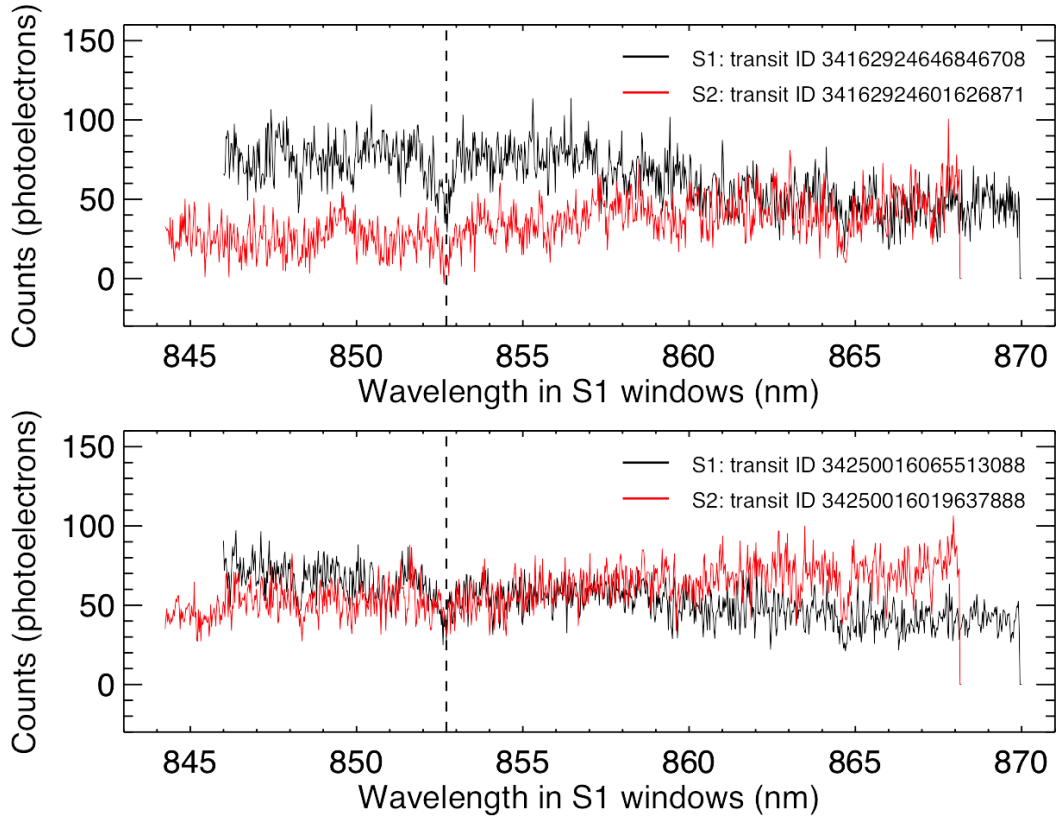 Counts (photoelectrons)
150
100
50
0
S1: transit ID 34162924646846708
S2: transit ID 34162924601626871
845 850 855 860 865 870
Wavelength in S1 windows (nm)
Counts (photoelectrons)
150
100
50
0
S1: transit ID 34250016065513088
S2: transit ID 34250016019637888
845 850 855 860 865 870
Wavelength in S1 windows (nm)